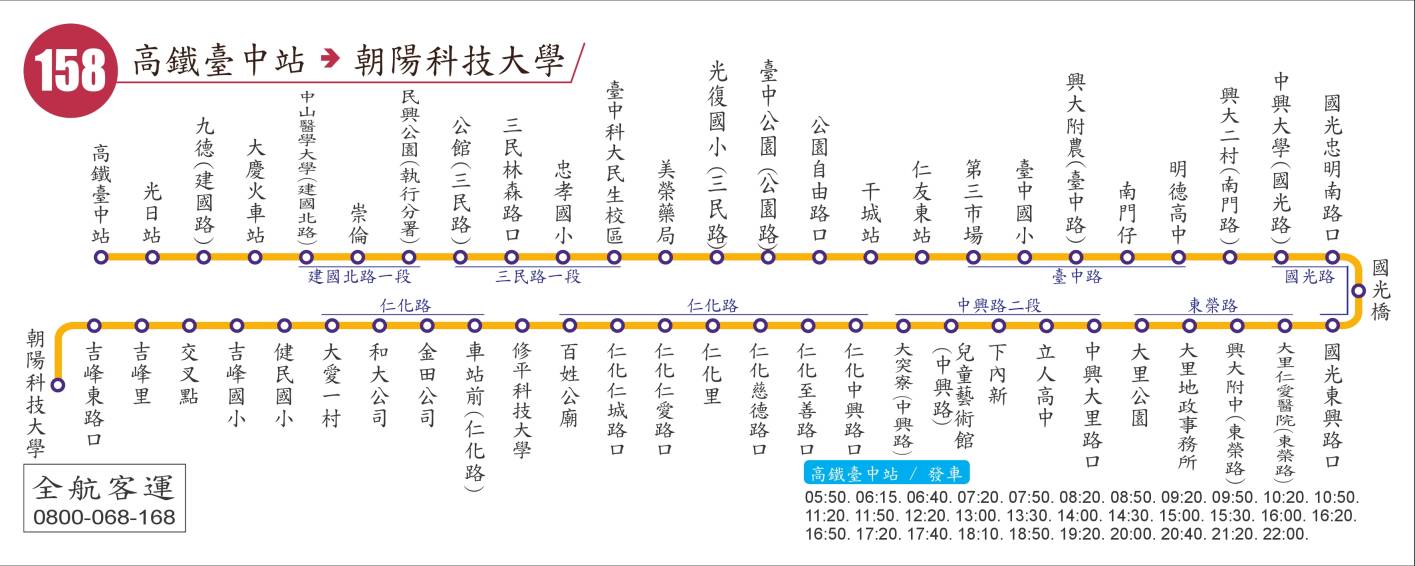 158
高鐵臺中站 → 朝陽科技大學
高鐵臺中站
光日站
九德(建國路)
大慶火車站
中山醫學大學(建國北路)
崇倫
民興公園(執行分署)
公館(三民路)
三民林森路口
忠孝國小
臺中科大民生校區
美榮藥局
光復國小(三民路)
臺中公園(公園路)
公園自由路口
干城站
仁友東站
第三市場
臺中國小
興大附農(臺中路)
南門仔
明德高中
興大二村(南門路)
中興大學(國光路)
國光忠明南路口
建國北路一段
三民路一段
臺中路
國光路
國光橋
仁化路
仁化路
中興路二段
東榮路
朝陽科技大學
吉峰東路口
吉峰里
交叉點
吉峰國小
健民國小
大愛一村
和大公司
金田公司
車站前(仁化路)
修平科技大學
百姓公廟
仁化仁城路口
仁化仁愛路口
仁化里
仁化慈德路口
仁化至善路口
仁化中興路口
大突寮(中興路)
兒童藝術館(中興路)
下內新
立人高中
中興大里路口
大里公園
大里地政事務所
興大附中(東榮路)
大里仁愛醫院(東榮路)
國光東興路口
全航客運
0800-068-168
高鐵臺中站 / 發車
05:50. 06:15. 06:40. 07:20. 07:50. 08:20. 08:50. 09:20. 09:50. 10:20. 10:50.
11:20. 11:50. 12:20. 13:00. 13:30. 14:00. 14:30. 15:00. 15:30. 16:00. 16:20.
16:50. 17:20. 17:40. 18:10. 18:50. 19:20. 20:00. 20:40. 21:20. 22:00.